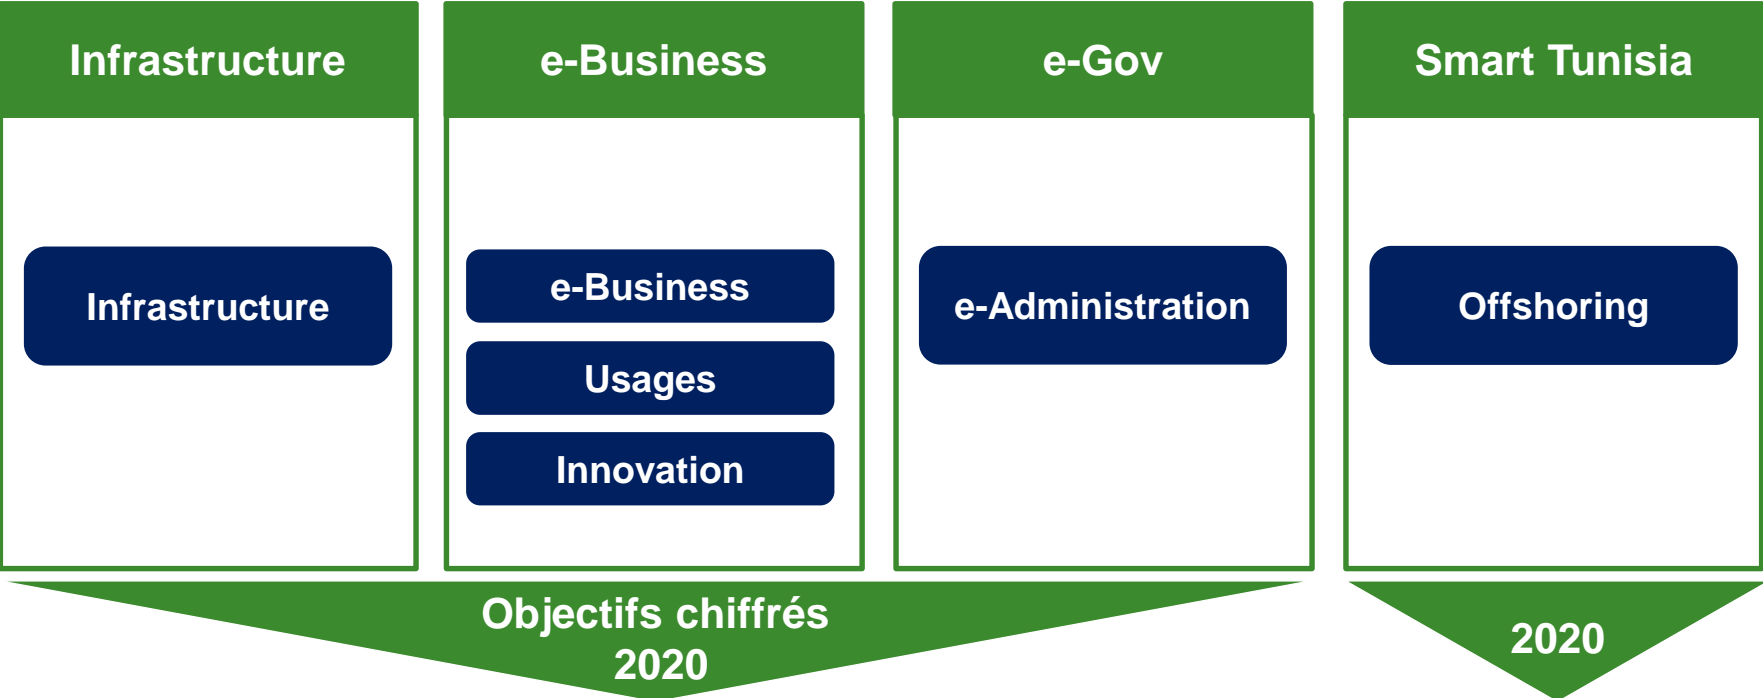 Infrastructure
e-Business
e-Gov
Smart Tunisia
Infrastructure
e-Business
Usages
Innovation
e-Administration
Offshoring
Objectifs chiffrés
2020
2020